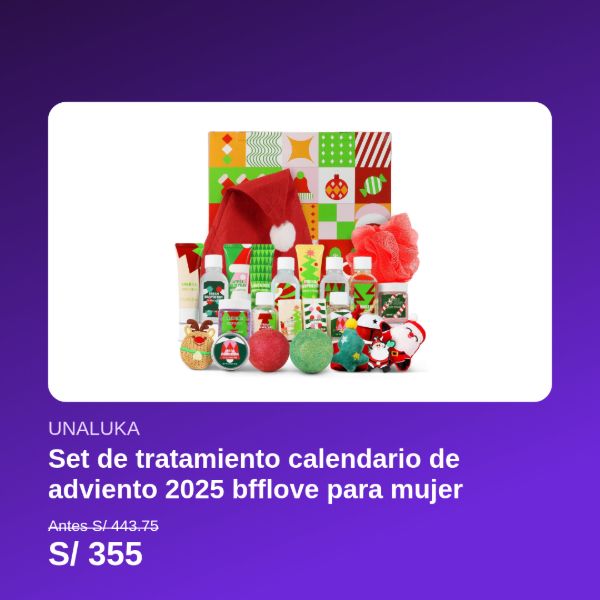 UNALUKA
Set de tratamiento calendario de
adviento 2025 bfflove para mujer
Antes S/ 443.75
S/ 355